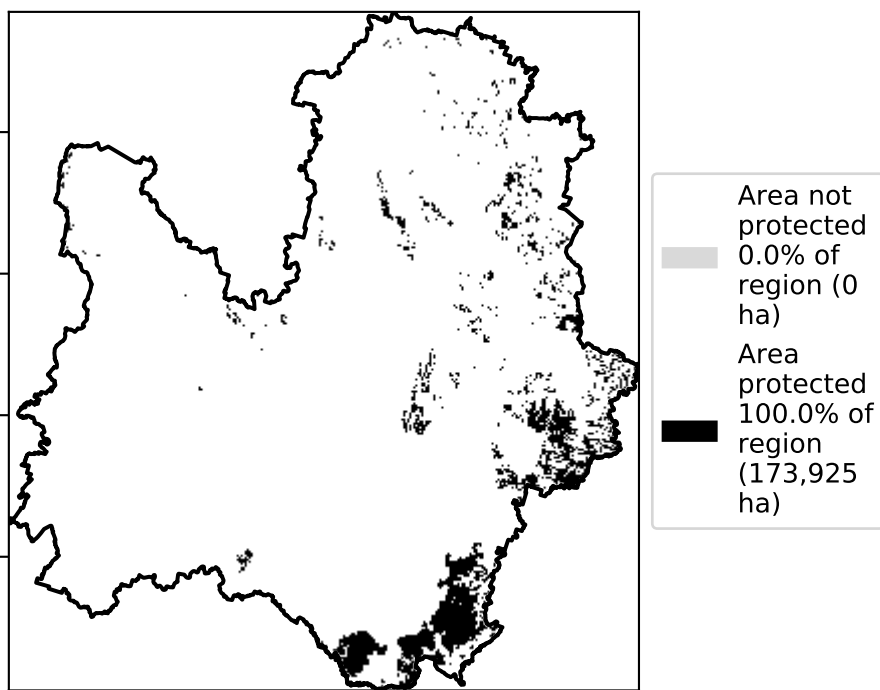 Area not
protected
0.0% of
region (0
ha)
Area
protected
100.0% of
region
(173,925
ha)